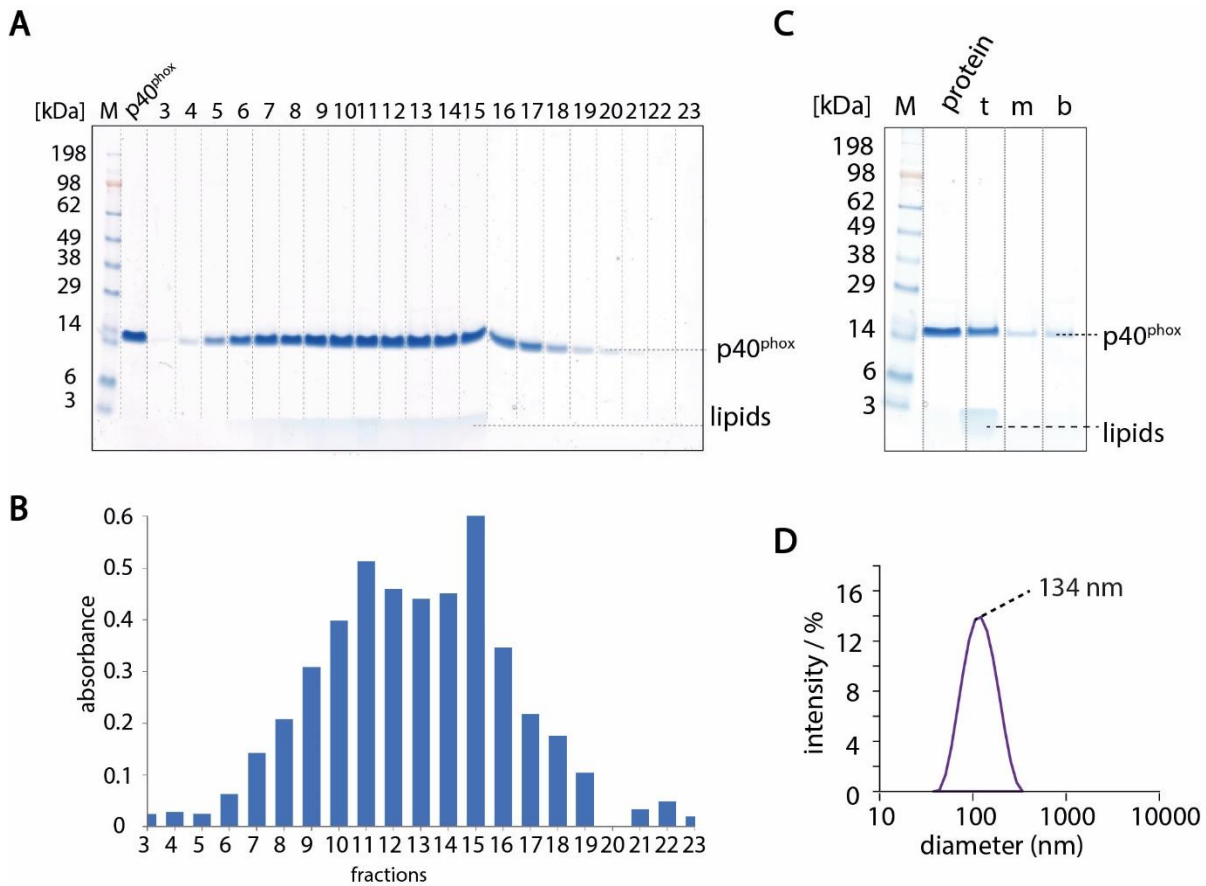 A
[kDa] M p40phox 3 4 5 6 7 8 9 10 11 12 13 14 15 16 17 18 19 20 21 22 23
198
98
62
49
38
29
14
6
3
p40phox
lipids
B
absorbance
0.6
0.5
0.4
0.3
0.2
0.1
0
3 4 5 6 7 8 9 10 11 12 13 14 15 16 17 18 19 20 21 22 23
fractions
C
[kDa] M protein t m b
198
98
62
49
38
29
14
6
3
p40phox
lipids
D
134 nm
intensity / %
16
12
8
4
0
10 100 1000 10000
diameter (nm)